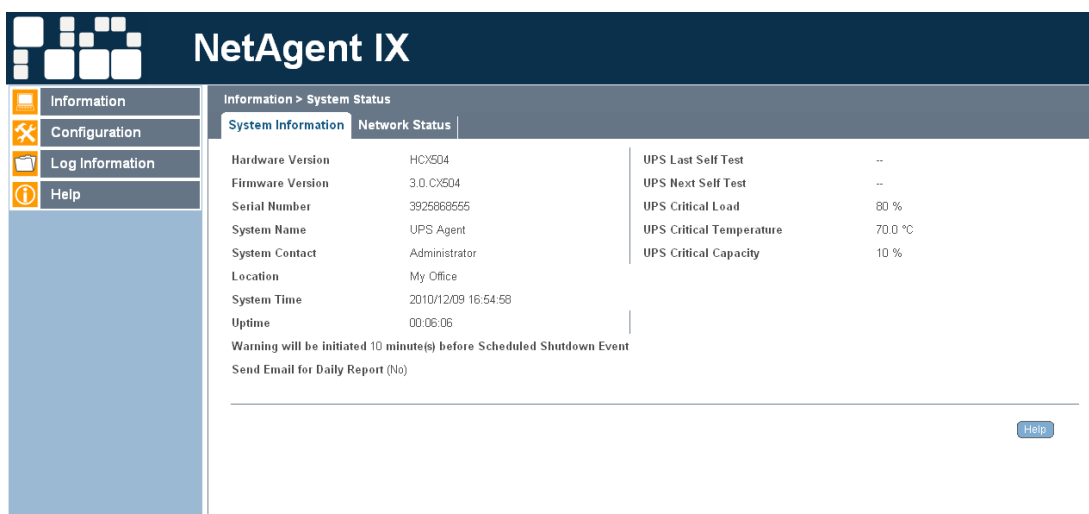 NetAgent IX
Information
Configuration
Log Information
Help
Information > System Status
System Information
Network Status
Hardware Version HCX504
Firmware Version 3.0.CX504
Serial Number 3925868555
System Name UPS Agent
System Contact Administrator
Location My Office
System Time 2010/12/09 16:54:58
Uptime 00:06:06
Warning will be initiated 10 minute(s) before Scheduled Shutdown Event
Send Email for Daily Report (No)
UPS Last Self Test --
UPS Next Self Test --
UPS Critical Load 80 %
UPS Critical Temperature 70.0 °C
UPS Critical Capacity 10 %
Help